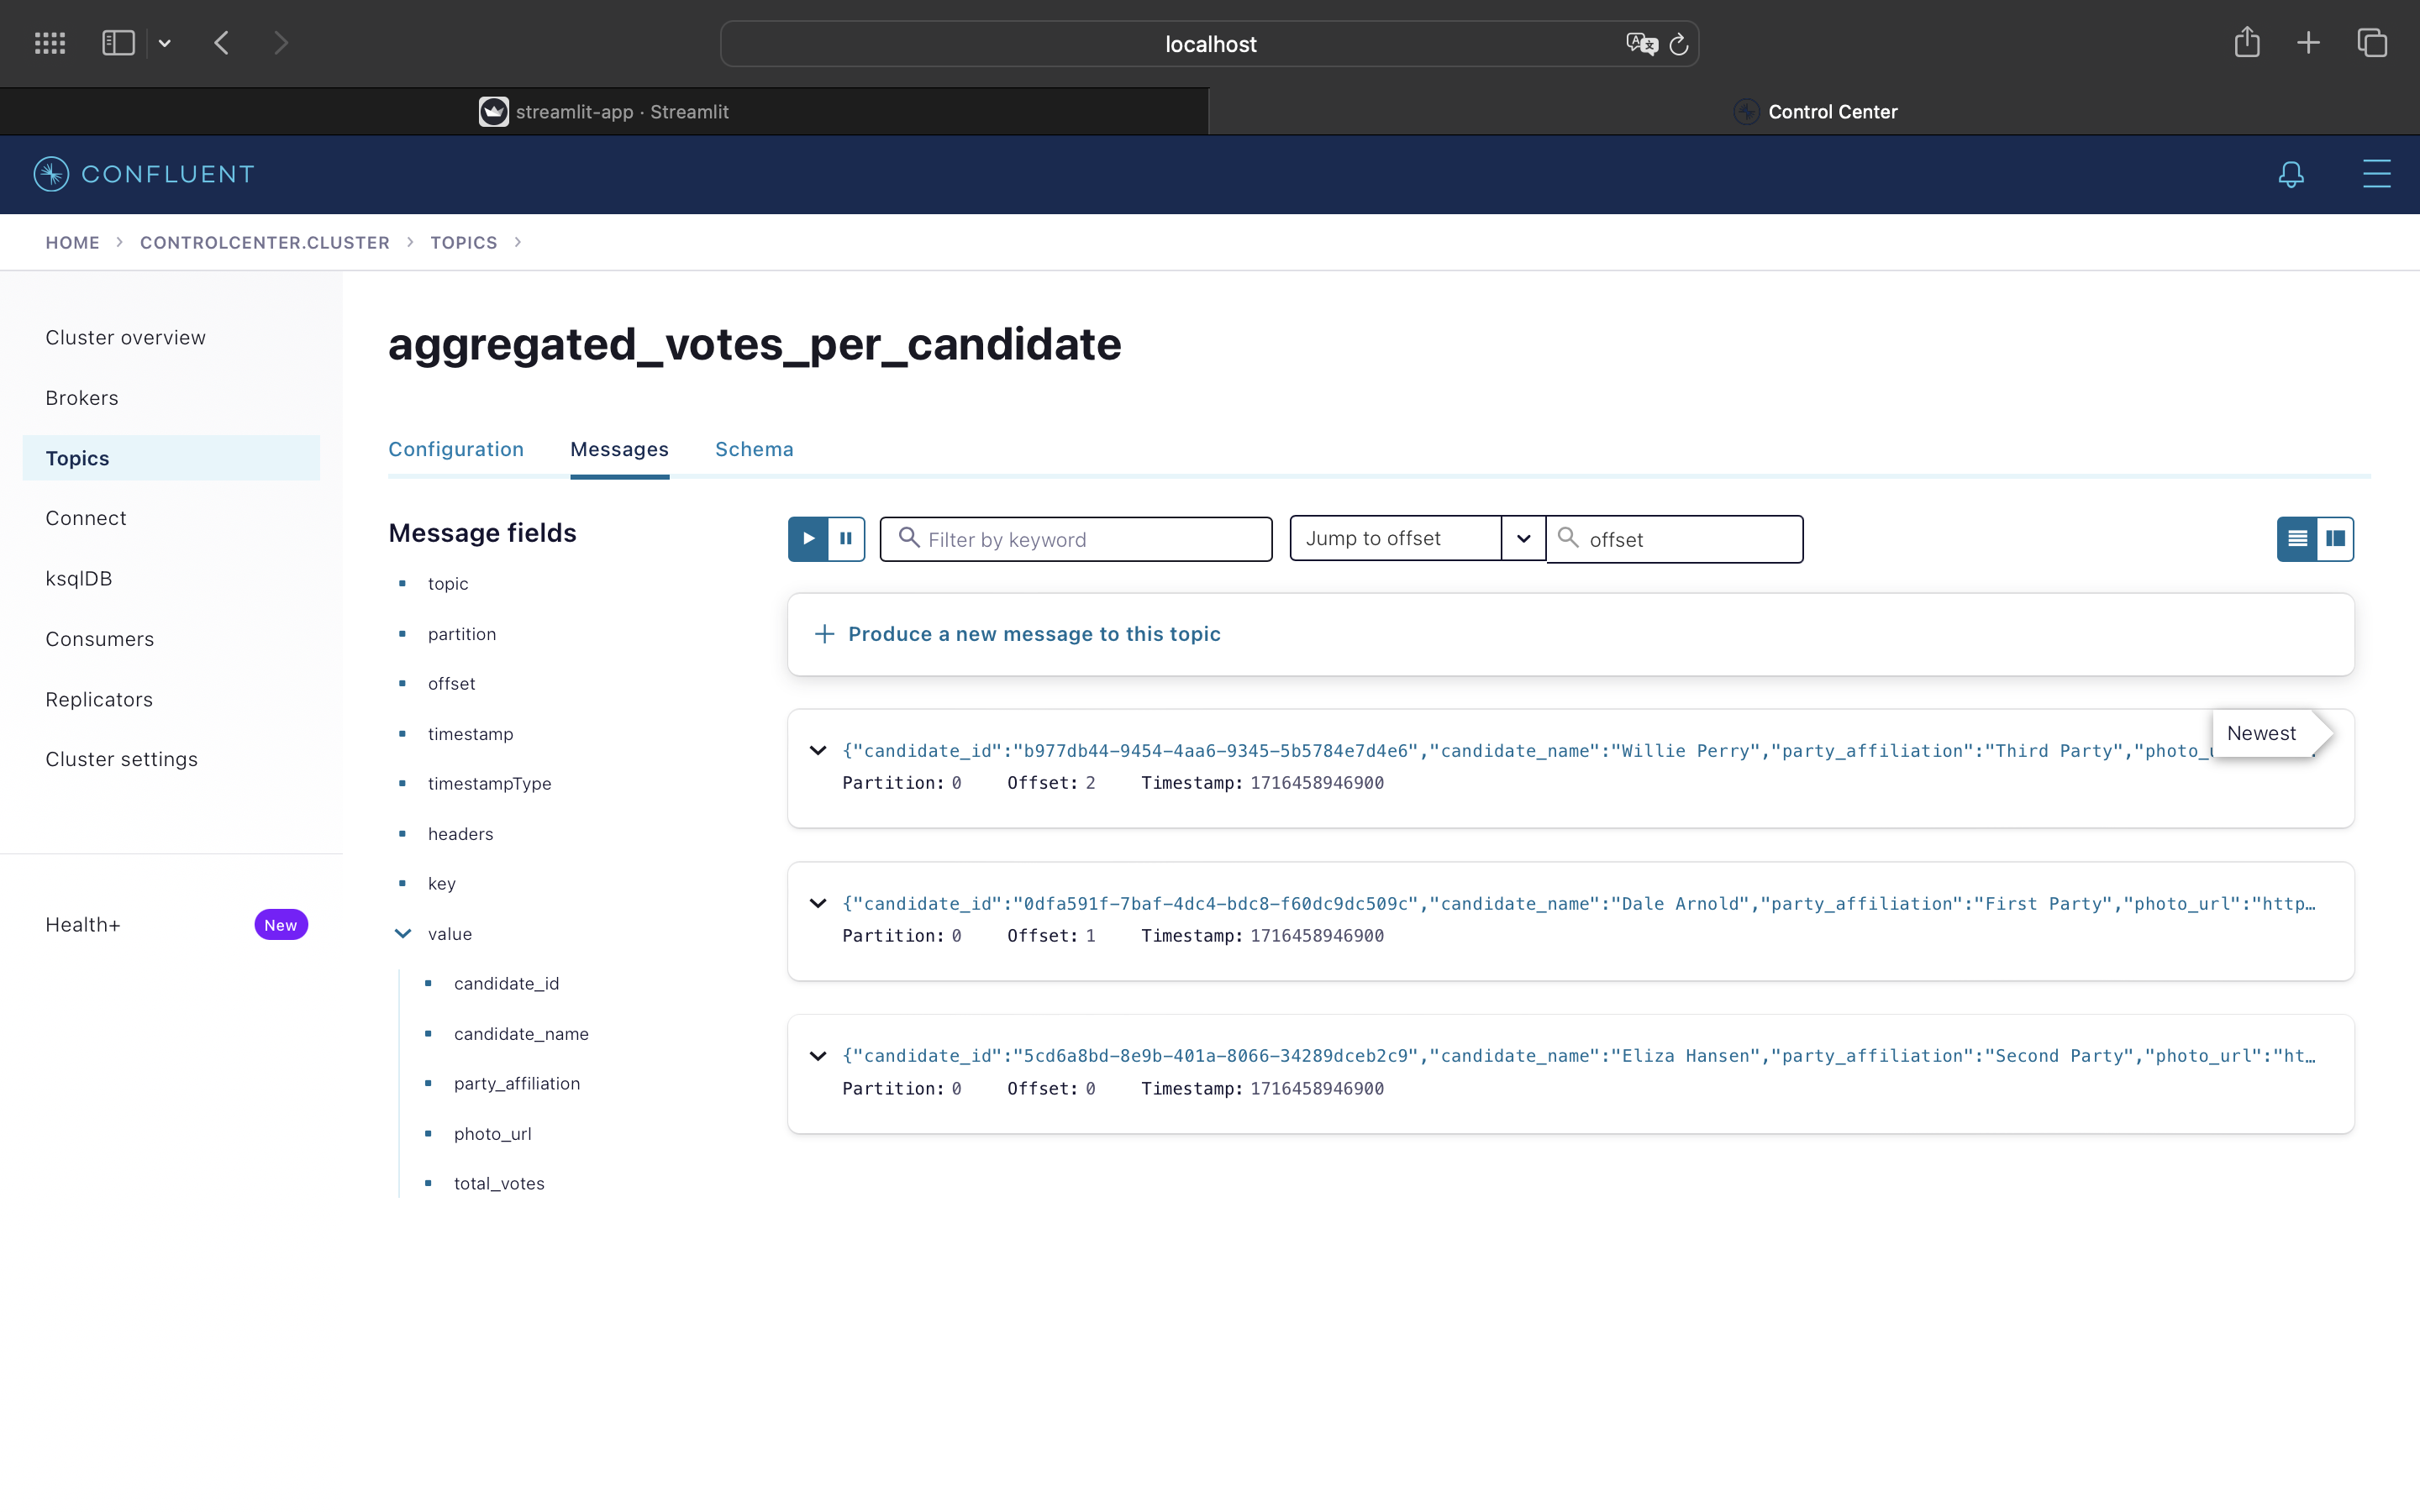 localhost
streamlit-app · Streamlit
Control Center
CONFLUENT
HOME > CONTROLCENTER.CLUSTER > TOPICS >
Cluster overview
Brokers
Topics
Connect
ksqlDB
Consumers
Replicators
Cluster settings
Health+ New
aggregated_votes_per_candidate
Configuration Messages Schema
Message fields
topic
partition
offset
timestamp
timestampType
headers
key
value
candidate_id
candidate_name
party_affiliation
photo_url
total_votes
Filter by keyword Jump to offset offset
Produce a new message to this topic
Newest
{"candidate_id":"b977db44-9454-4aa6-9345-5b5784e7d4e6","candidate_name":"Willie Perry","party_affiliation":"Third Party","photo_
Partition: 0 Offset: 2 Timestamp: 1716458946900
{"candidate_id":"0dfa591f-7baf-4dc4-bdc8-f60dc9dc509c","candidate_name":"Dale Arnold","party_affiliation":"First Party","photo_url":"http…
Partition: 0 Offset: 1 Timestamp: 1716458946900
{"candidate_id":"5cd6a8bd-8e9b-401a-8066-34289dceb2c9","candidate_name":"Eliza Hansen","party_affiliation":"Second Party","photo_url":"ht…
Partition: 0 Offset: 0 Timestamp: 1716458946900